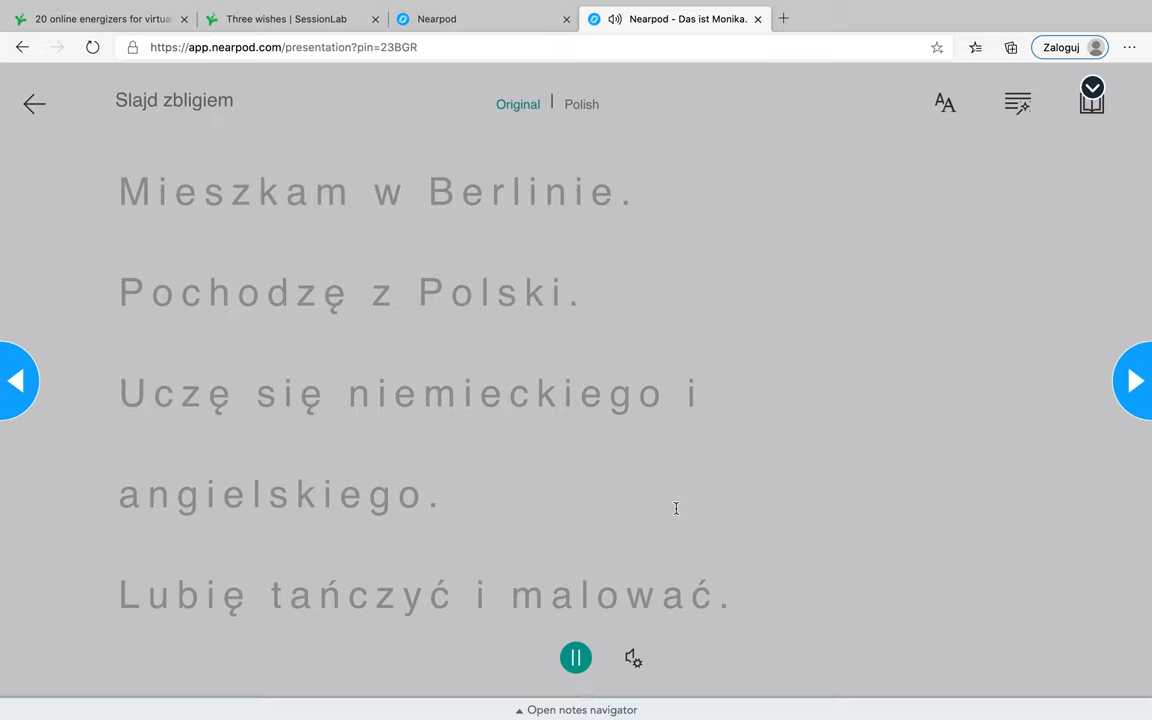 20 online energizers for virtua
Three wishes | SessionLab
Nearpod
Nearpod - Das ist Monika.
https://app.nearpod.com/presentation?pin=23BGR
Zaloguj
Slajd zbligiem
Original | Polish
AA
Mieszkam w Berlinie.
Pochodzę z Polski.
Uczę się niemieckiego i
angielskiego.
Lubię tańczyć i malować.
Open notes navigator